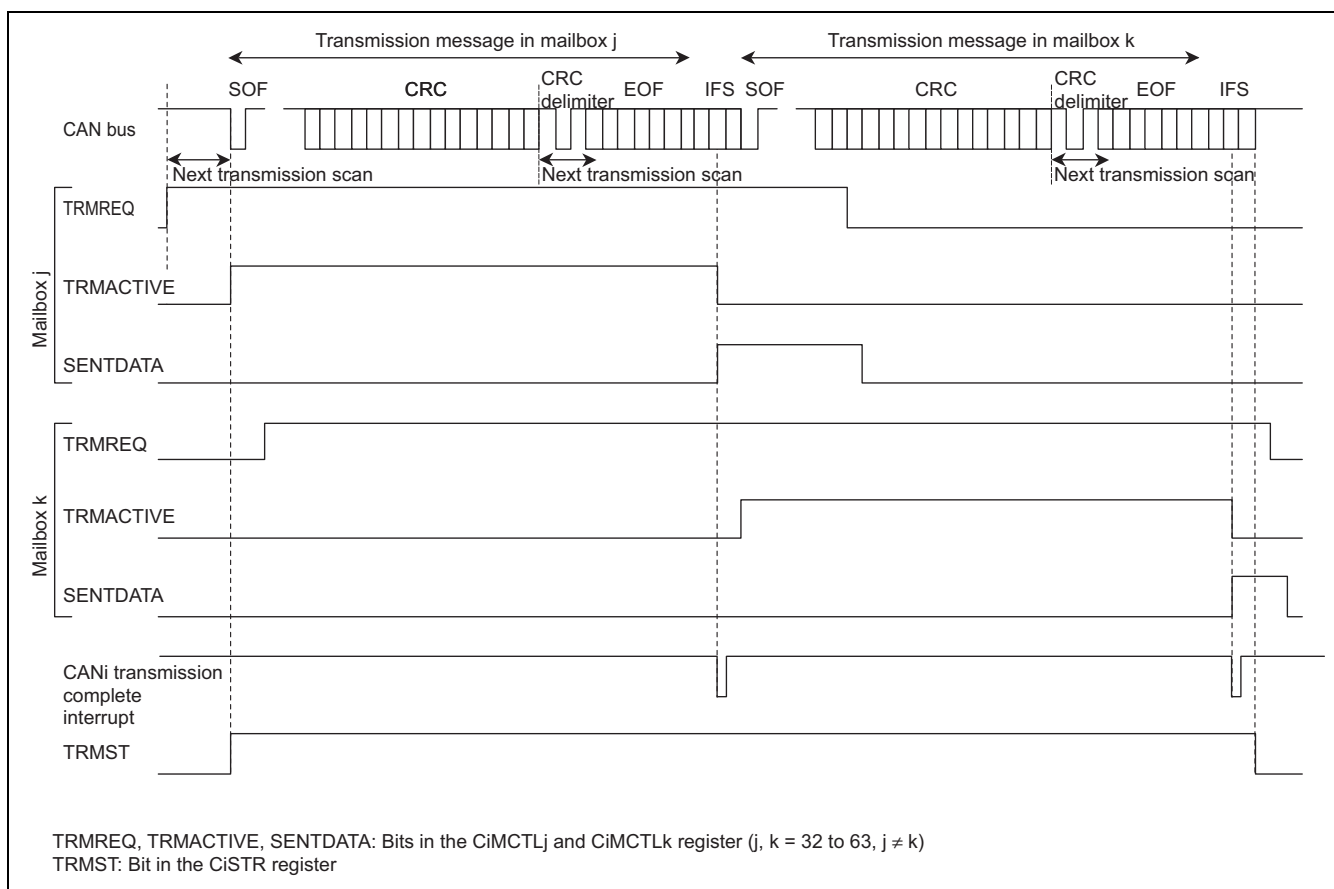 Transmission message in mailbox j
Transmission message in mailbox k
SOF
CRC
CRC
delimiter
EOF
IFS
SOF
CRC
CRC
delimiter
EOF
IFS
CAN bus
Next transmission scan
Next transmission scan
Next transmission scan
Mailbox j
TRMREQ
TRMACTIVE
SENTDATA
Mailbox k
TRMREQ
TRMACTIVE
SENTDATA
CANi transmission
complete
interrupt
TRMST
TRMREQ, TRMACTIVE, SENTDATA: Bits in the CiMCTLj and CiMCTLk register (j, k = 32 to 63, j ≠ k)
TRMST: Bit in the CiSTR register